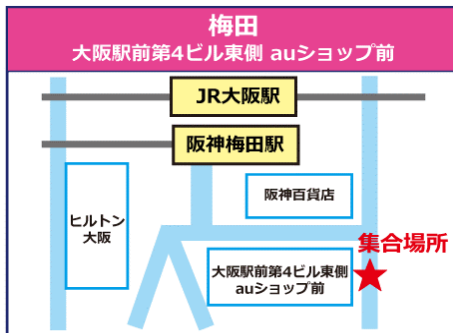 梅田
大阪駅前第4ビル東側 auショップ前
JR大阪駅
阪神梅田駅
阪神百貨店
ヒルトン
大阪
集合場所
大阪駅前第4ビル東側
auショップ前